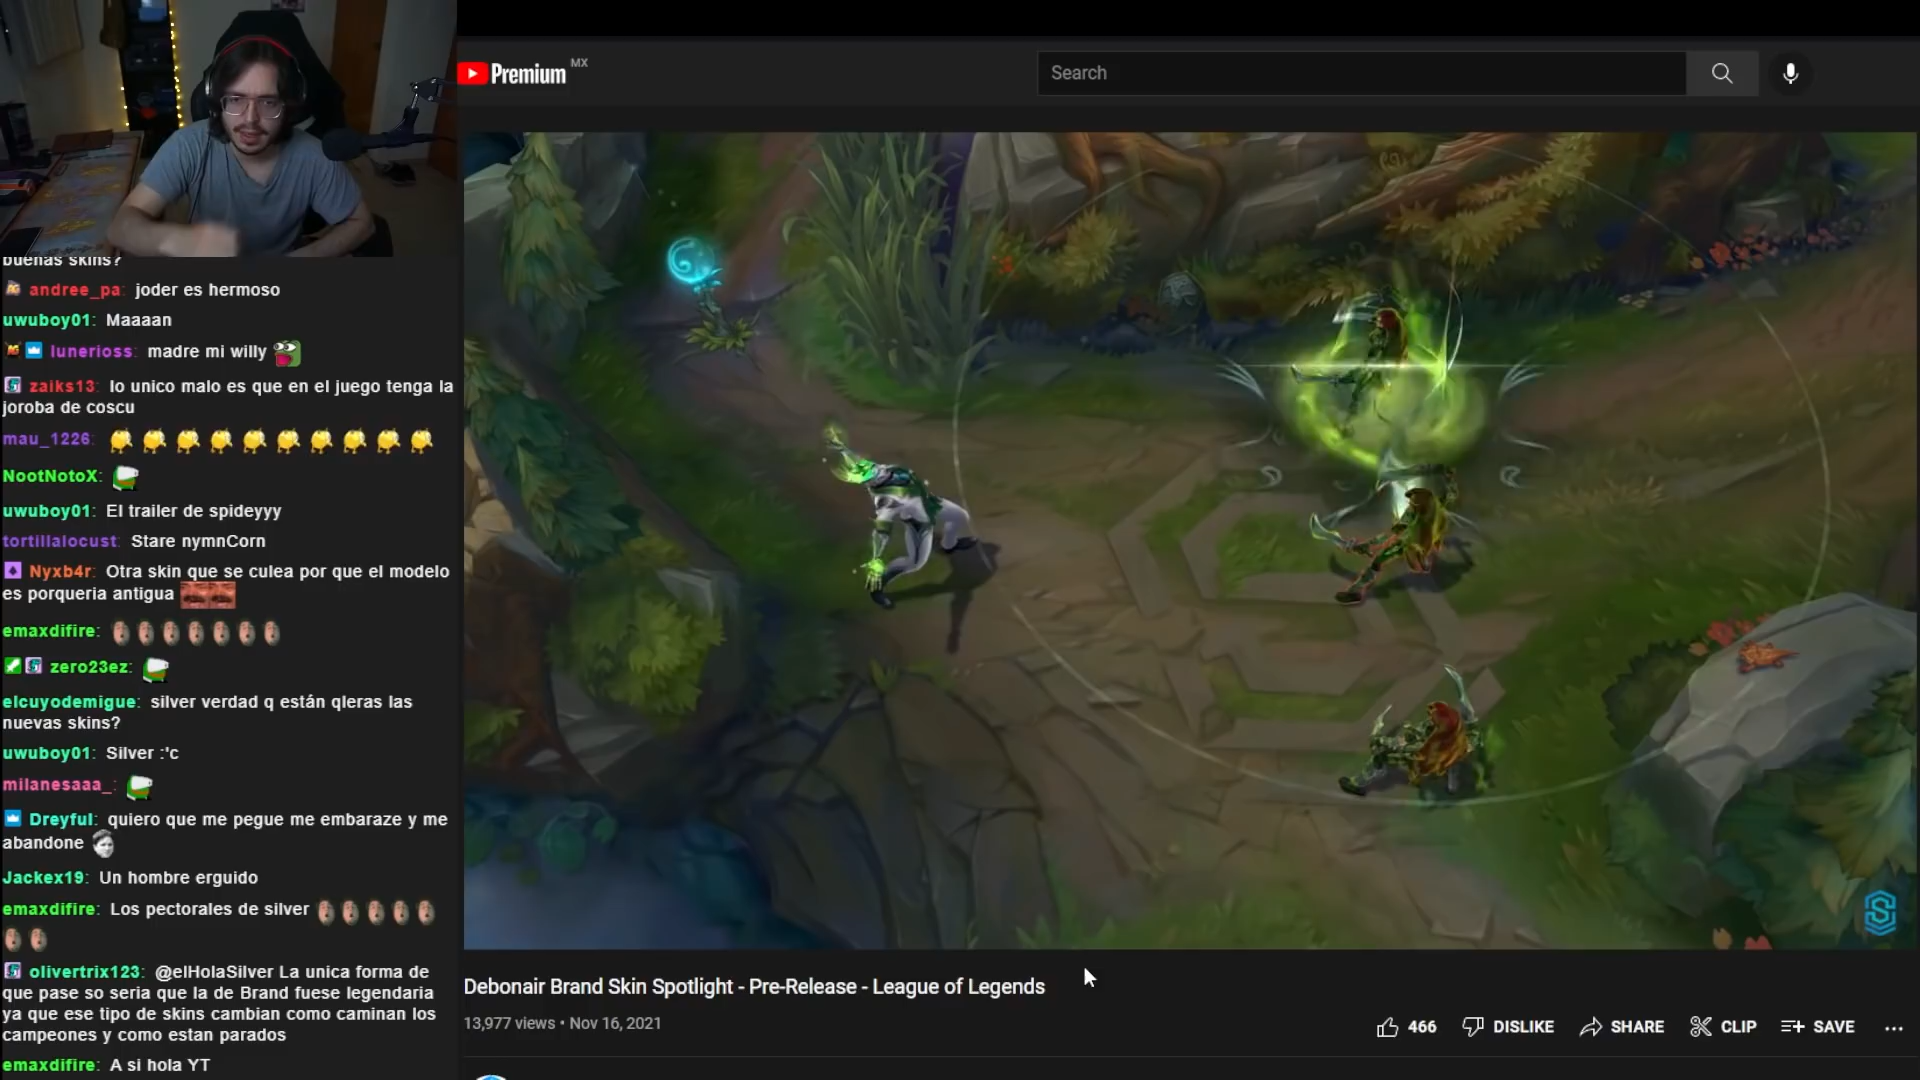 Premium MX
Search
buenas skins?
andree_pa: joder es hermoso
uwuboy01: Maaaan
lunerioss: madre mi willy
zaiks13: lo unico malo es que en el juego tenga la
joroba de coscu
mau_1226:
NootNotoX:
uwuboy01: El trailer de spideyyy
tortillalocust: Stare nymnCorn
Nyxb4r: Otra skin que se culea por que el modelo
es porqueria antigua
emaxdifire:
zero23ez:
elcuyodemigue: silver verdad q están qleras las
nuevas skins?
uwuboy01: Silver :'c
milanesaaa_:
Dreyful: quiero que me pegue me embaraze y me
abandone
Jackex19: Un hombre erguido
emaxdifire: Los pectorales de silver
olivertrix123: @elHolaSilver La unica forma de
que pase so seria que la de Brand fuese legendaria
ya que ese tipo de skins cambian como caminan los
campeones y como estan parados
emaxdifire: A si hola YT
Debonair Brand Skin Spotlight - Pre-Release - League of Legends
13,977 views • Nov 16, 2021
466 DISLIKE SHARE CLIP SAVE